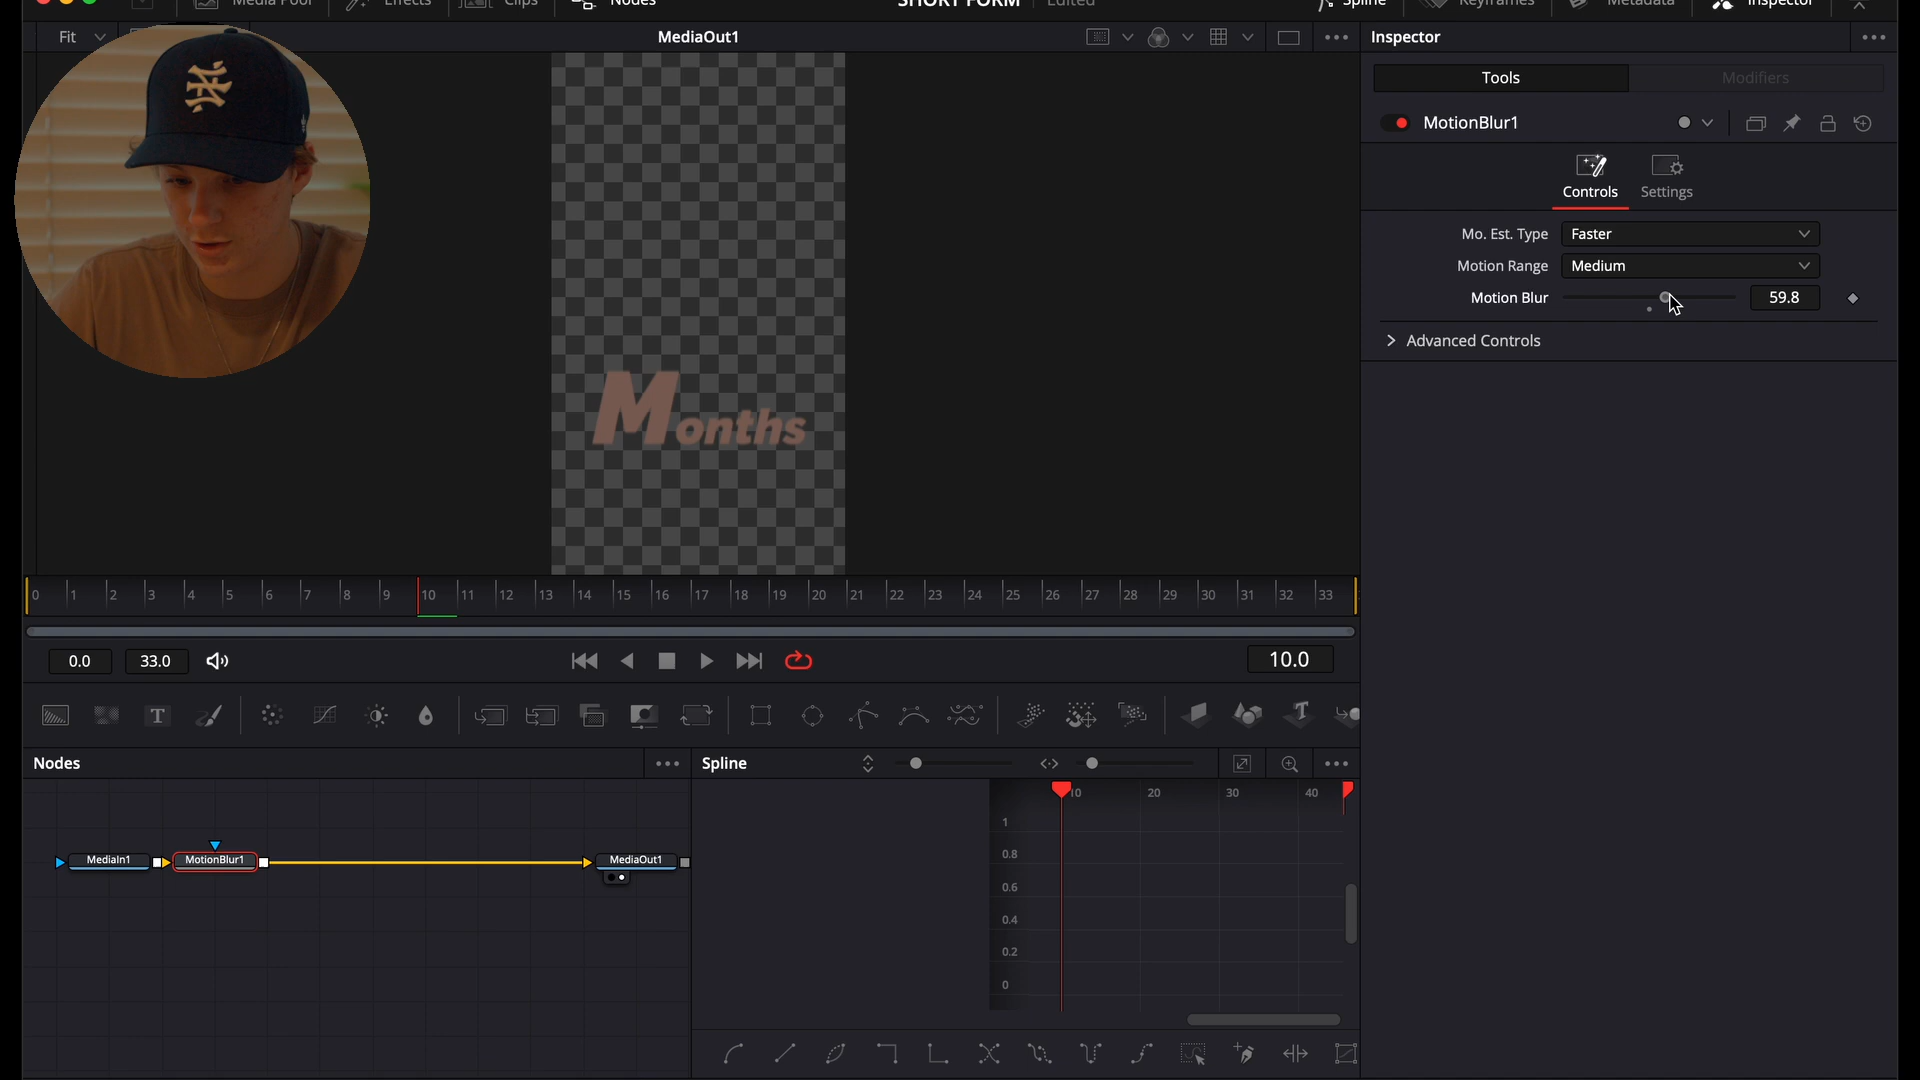 Media Pool
Effects
Clips
Nodes
SHORT FORM
Edited
Spline
Keyframes
Metadata
Inspector
Fit
MediaOut1
Inspector
Tools
Modifiers
MotionBlur1
Controls
Settings
Mo. Est. Type
Faster
Motion Range
Medium
Motion Blur
59.8
Advanced Controls
Months
0 1 2 3 4 5 6 7 8 9 10 11 12 13 14 15 16 17 18 19 20 21 22 23 24 25 26 27 28 29 30 31 32 33
0.0
33.0
10.0
T
T
Nodes
Spline
MediaIn1
MotionBlur1
MediaOut1
10 20 30 40
1
0.8
0.6
0.4
0.2
0